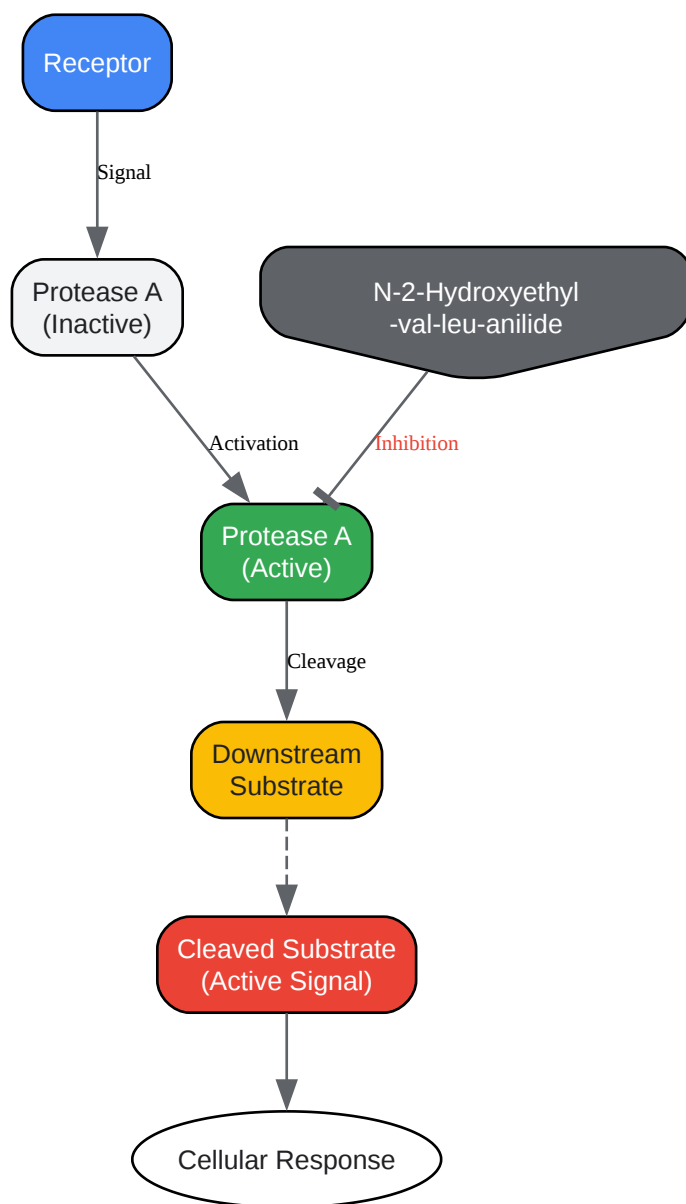 Receptor
Signal
Protease A
(Inactive)
N-2-Hydroxyethyl
-val-leu-anilide
Activation
Inhibition
Protease A
(Active)
Cleavage
Downstream
Substrate
Cleaved Substrate
(Active Signal)
Cellular Response